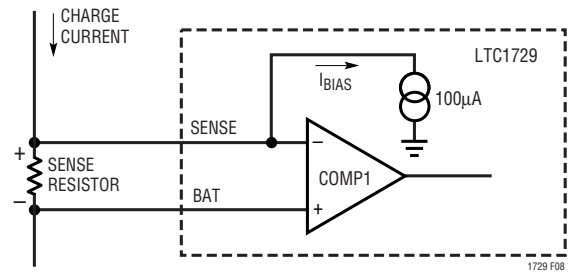 CHARGE
CURRENT
LTC1729
I_BIAS
100µA
SENSE
+
−
SENSE
RESISTOR
COMP1
−
BAT
+
1729 F08